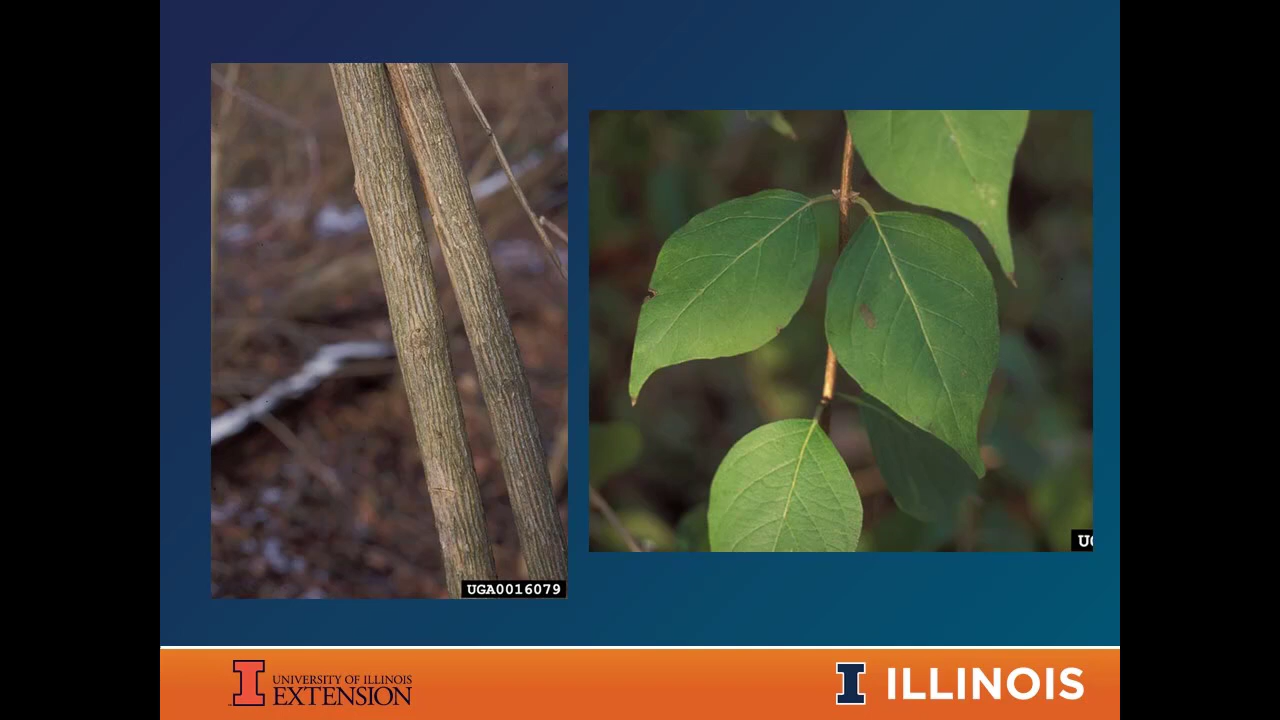 UGA0016079
UNIVERSITY OF ILLINOIS
EXTENSION
ILLINOIS